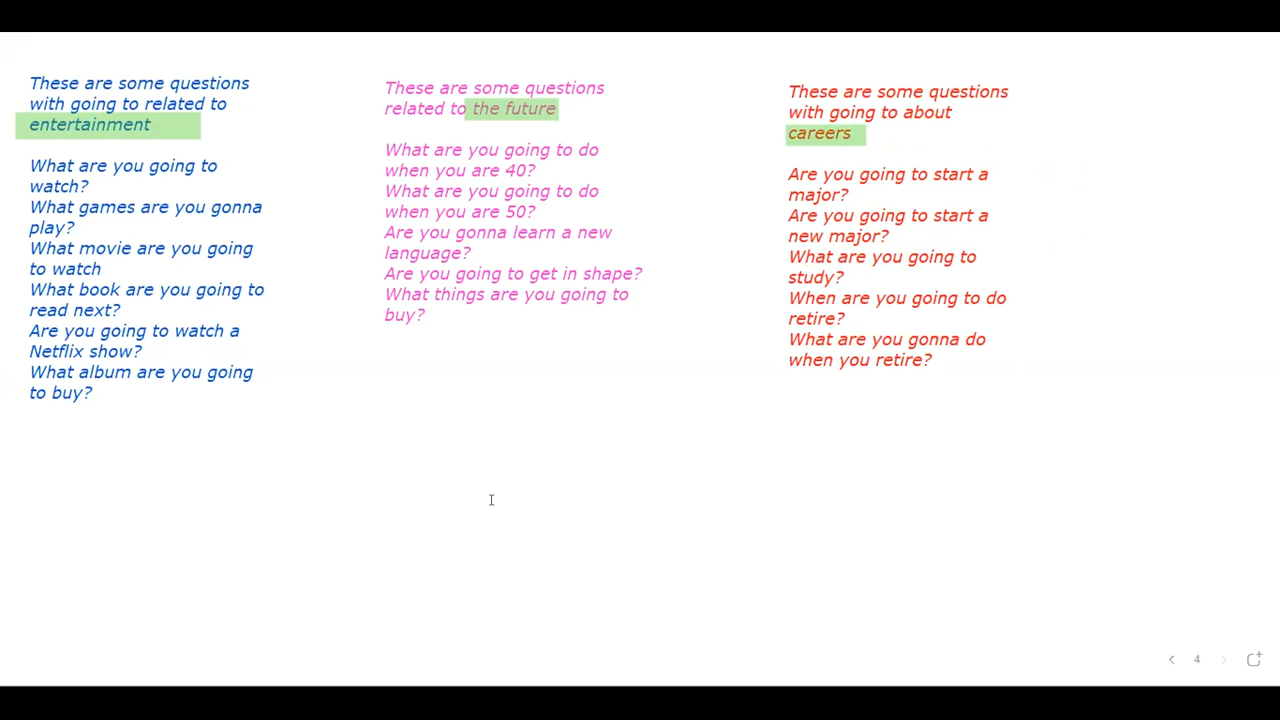 These are some questions
with going to related to
entertainment
What are you going to
watch?
What games are you gonna
play?
What movie are you going
to watch
What book are you going to
read next?
Are you going to watch a
Netflix show?
What album are you going
to buy?
These are some questions
related to the future
What are you going to do
when you are 40?
What are you going to do
when you are 50?
Are you gonna learn a new
language?
Are you going to get in shape?
What things are you going to
buy?
These are some questions
with going to about
careers
Are you going to start a
major?
Are you going to start a
new major?
What are you going to
study?
When are you going to do
retire?
What are you gonna do
when you retire?
4